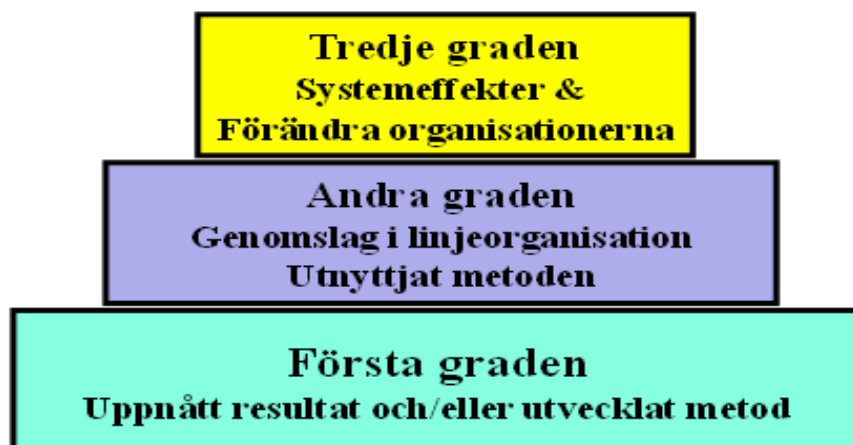 Tredje graden
Systemeffekter &
Förändra organisationerna
Andra graden
Genomslag i linjeorganisation
Utnyttjat metoden
Första graden
Uppnått resultat och/eller utvecklat metod